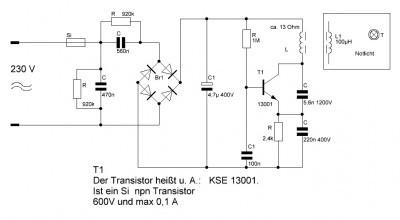 R 920k
Si
C
560n
230 V ~
C
470n
R
920k
Br1
C1
4,7µ 400V
R
1M
ca. 13 Ohm
L
T1
13001
C
5,6n 1200V
R
2,4k
C
220n 400V
C1
100n
L1
100µH
T
Notlicht
T1
Der Transistor heißt u. A.: KSE 13001.
Ist ein Si npn Transistor
600V und max 0,1 A